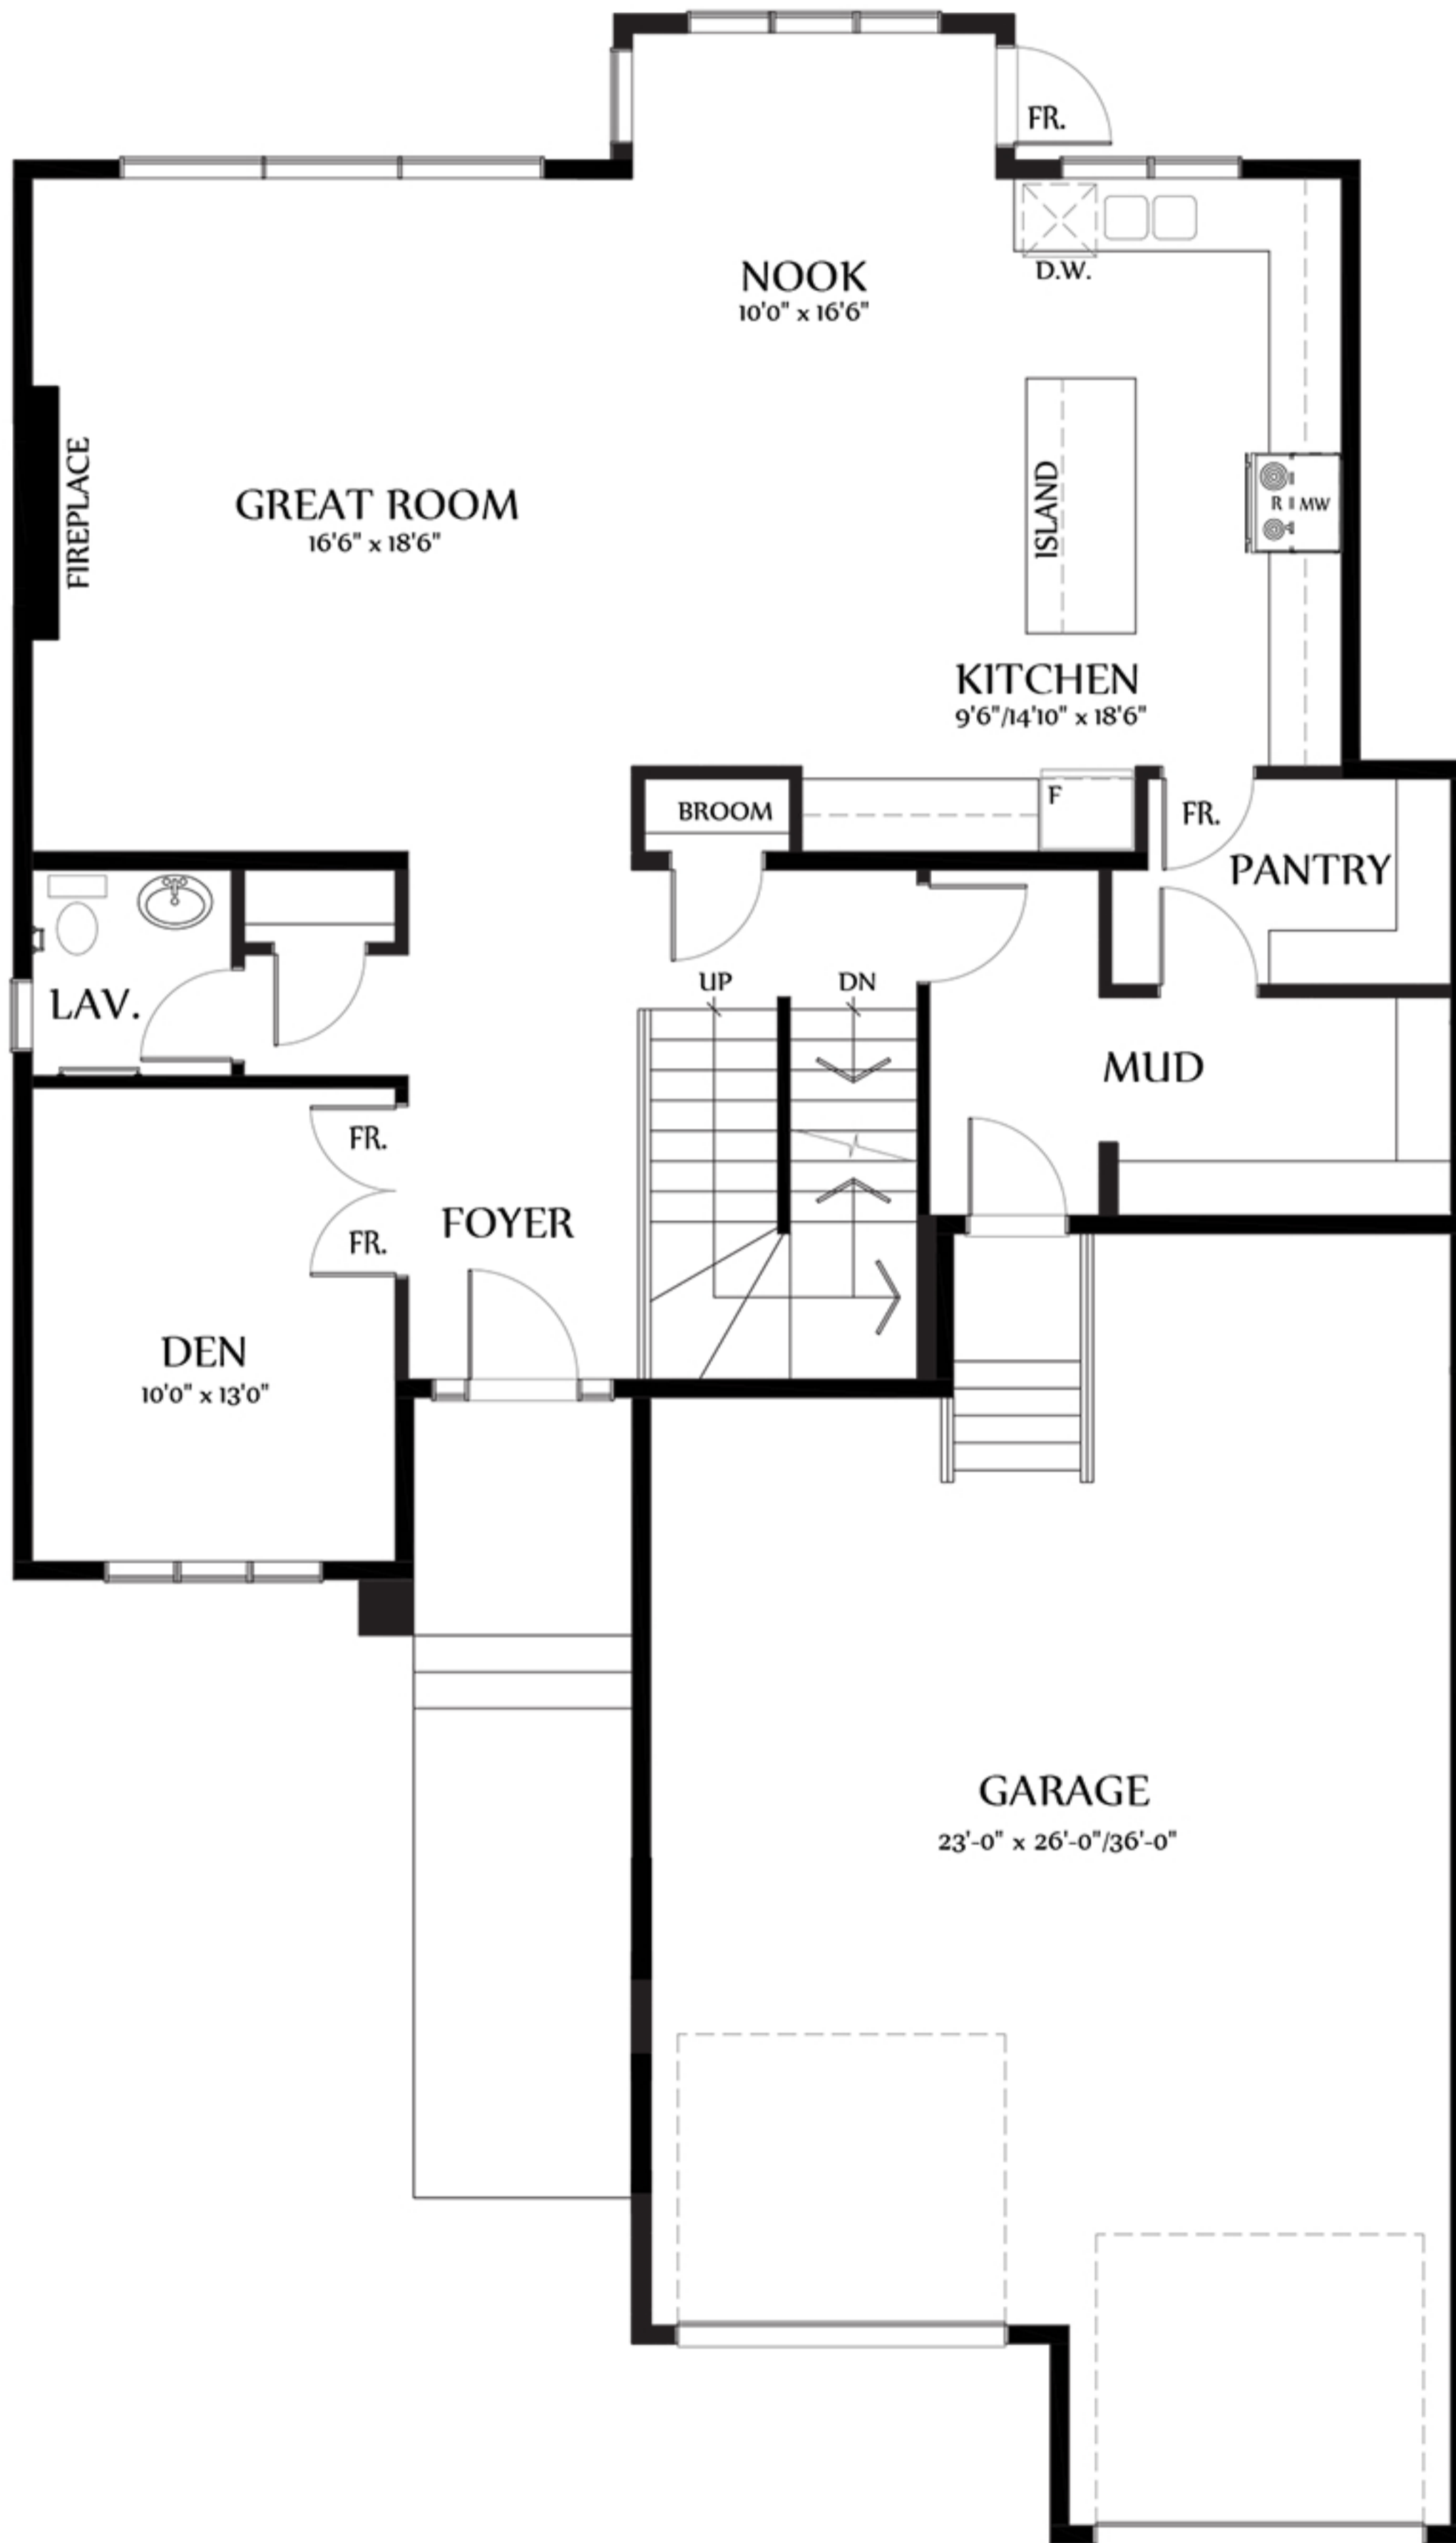 FR.
D.W.
NOOK
10'0" x 16'6"
FIREPLACE
GREAT ROOM
16'6" x 18'6"
ISLAND
R
MW
KITCHEN
9'6"/14'10" x 18'6"
BROOM
F
FR.
PANTRY
LAV.
UP
DN
MUD
FR.
FOYER
FR.
DEN
10'0" x 13'0"
GARAGE
23'-0" x 26'-0"/36'-0"